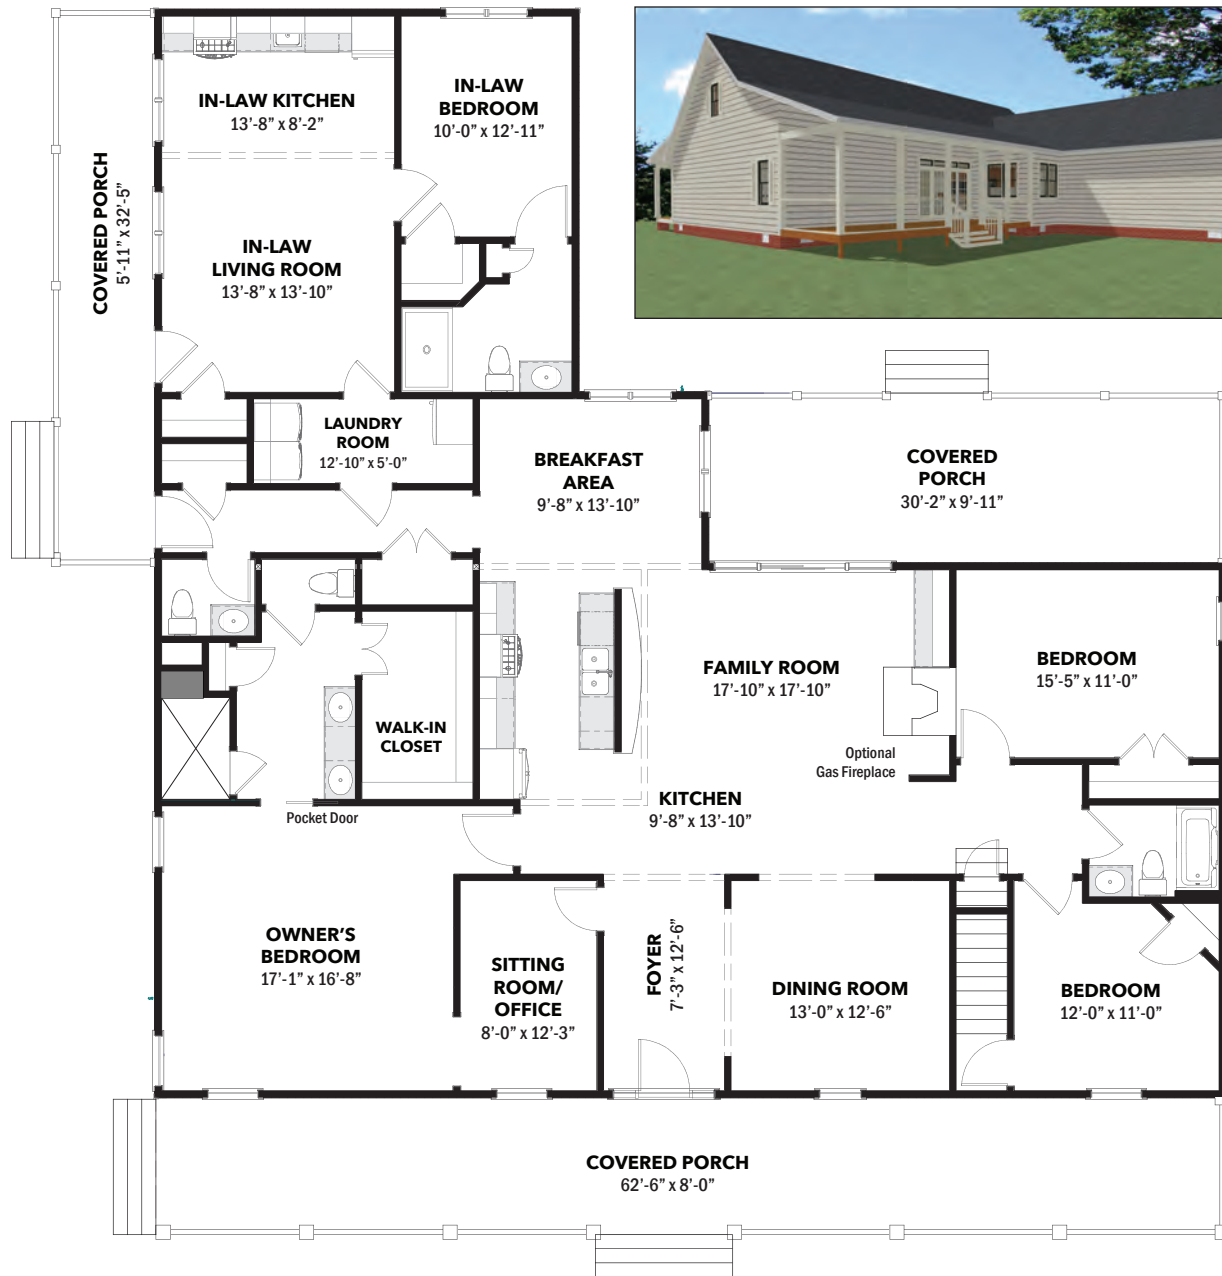 IN-LAW KITCHEN
13'-8" x 8'-2"
IN-LAW
BEDROOM
10'-0" x 12'-11"
COVERED PORCH
5'-11" x 32'-5"
IN-LAW
LIVING ROOM
13'-8" x 13'-10"
LAUNDRY
ROOM
12'-10" x 5'-0"
BREAKFAST
AREA
9'-8" x 13'-10"
COVERED
PORCH
30'-2" x 9'-11"
FAMILY ROOM
17'-10" x 17'-10"
BEDROOM
15'-5" x 11'-0"
WALK-IN
CLOSET
Optional
Gas Fireplace
KITCHEN
9'-8" x 13'-10"
Pocket Door
OWNER'S
BEDROOM
17'-1" x 16'-8"
SITTING
ROOM/
OFFICE
8'-0" x 12'-3"
FOYER
7'-3" x 12'-6"
DINING ROOM
13'-0" x 12'-6"
BEDROOM
12'-0" x 11'-0"
COVERED PORCH
62'-6" x 8'-0"